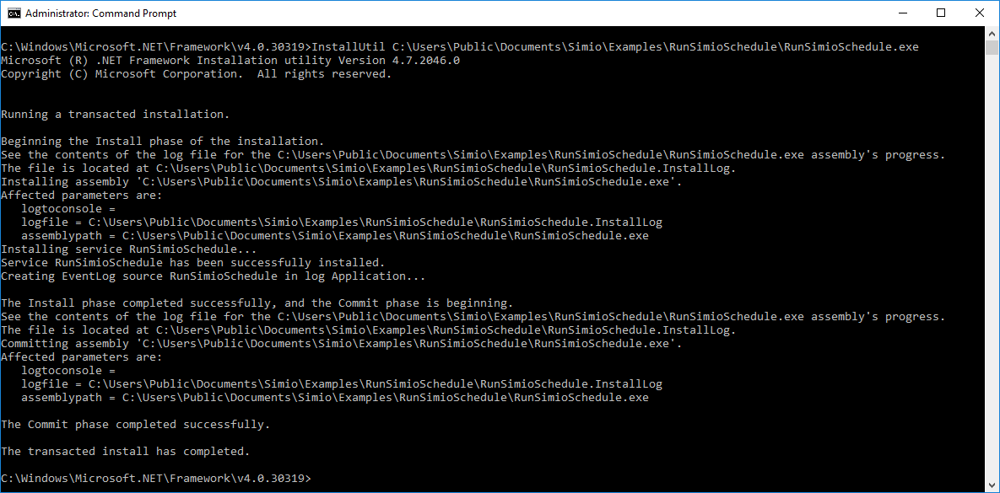 Administrator: Command Prompt
C:\Windows\Microsoft.NET\Framework\v4.0.30319>InstallUtil C:\Users\Public\Documents\Simio\Examples\RunSimioSchedule\RunSimioSchedule.exe
Microsoft (R) .NET Framework Installation utility Version 4.7.2046.0
Copyright (C) Microsoft Corporation.  All rights reserved.
Running a transacted installation.
Beginning the Install phase of the installation.
See the contents of the log file for the C:\Users\Public\Documents\Simio\Examples\RunSimioSchedule\RunSimioSchedule.exe assembly's progress.
The file is located at C:\Users\Public\Documents\Simio\Examples\RunSimioSchedule\RunSimioSchedule.InstallLog.
Installing assembly 'C:\Users\Public\Documents\Simio\Examples\RunSimioSchedule\RunSimioSchedule.exe'.
Affected parameters are:
   logtoconsole =
   logfile = C:\Users\Public\Documents\Simio\Examples\RunSimioSchedule\RunSimioSchedule.InstallLog
   assemblypath = C:\Users\Public\Documents\Simio\Examples\RunSimioSchedule\RunSimioSchedule.exe
Installing service RunSimioSchedule...
Service RunSimioSchedule has been successfully installed.
Creating EventLog source RunSimioSchedule in log Application...
The Install phase completed successfully, and the Commit phase is beginning.
See the contents of the log file for the C:\Users\Public\Documents\Simio\Examples\RunSimioSchedule\RunSimioSchedule.exe assembly's progress.
The file is located at C:\Users\Public\Documents\Simio\Examples\RunSimioSchedule\RunSimioSchedule.InstallLog.
Committing assembly 'C:\Users\Public\Documents\Simio\Examples\RunSimioSchedule\RunSimioSchedule.exe'.
Affected parameters are:
   logtoconsole =
   logfile = C:\Users\Public\Documents\Simio\Examples\RunSimioSchedule\RunSimioSchedule.InstallLog
   assemblypath = C:\Users\Public\Documents\Simio\Examples\RunSimioSchedule\RunSimioSchedule.exe
The Commit phase completed successfully.
The transacted install has completed.
C:\Windows\Microsoft.NET\Framework\v4.0.30319>